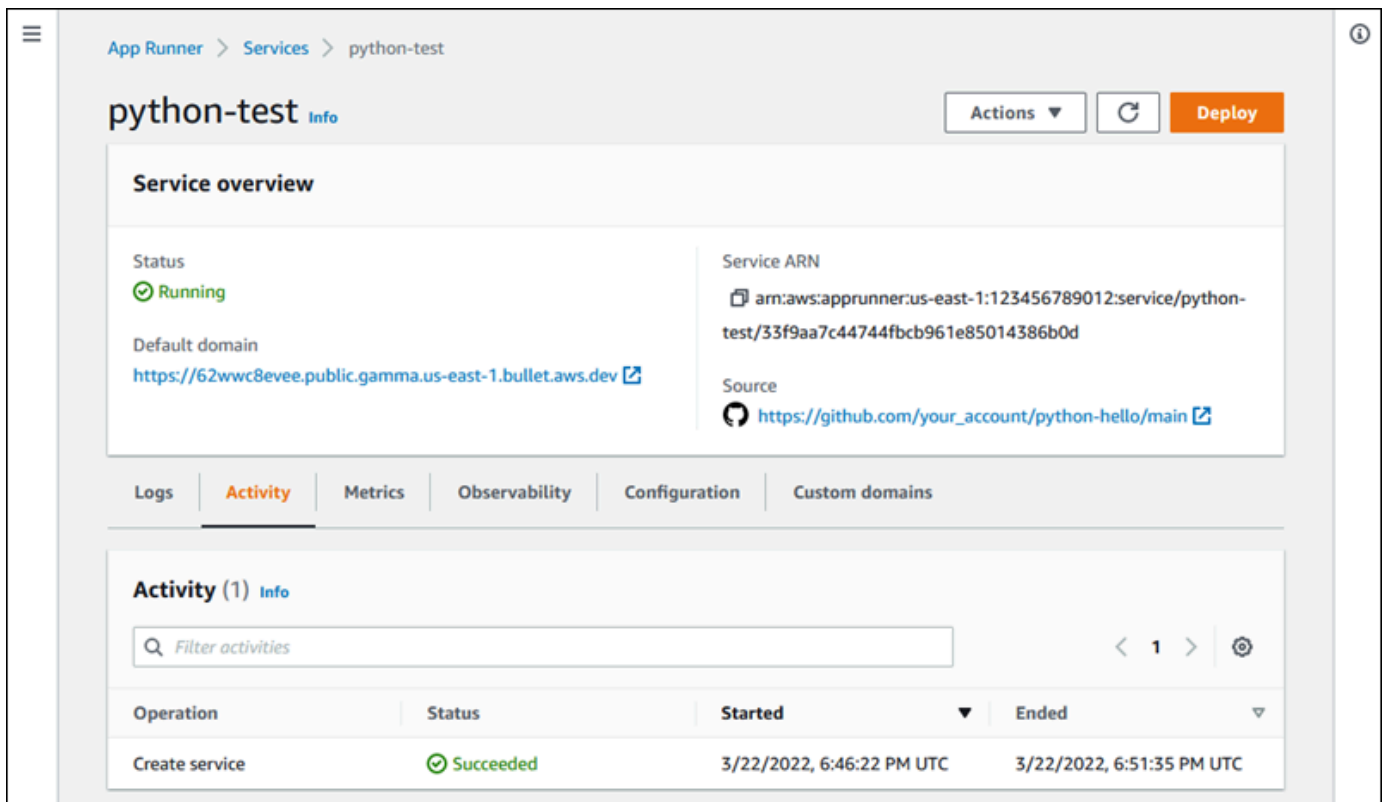 App Runner > Services > python-test
python-test Info
Actions ▼ Deploy
Service overview
Status
Running
Default domain
https://62wwc8evee.public.gamma.us-east-1.bullet.aws.dev
Service ARN
arn:aws:apprunner:us-east-1:123456789012:service/python-
test/33f9aa7c44744fbcb961e85014386b0d
Source
https://github.com/your_account/python-hello/main
Logs Activity Metrics Observability Configuration Custom domains
Activity (1) Info
Filter activities < 1 >
Operation Status Started Ended
Create service Succeeded 3/22/2022, 6:46:22 PM UTC 3/22/2022, 6:51:35 PM UTC